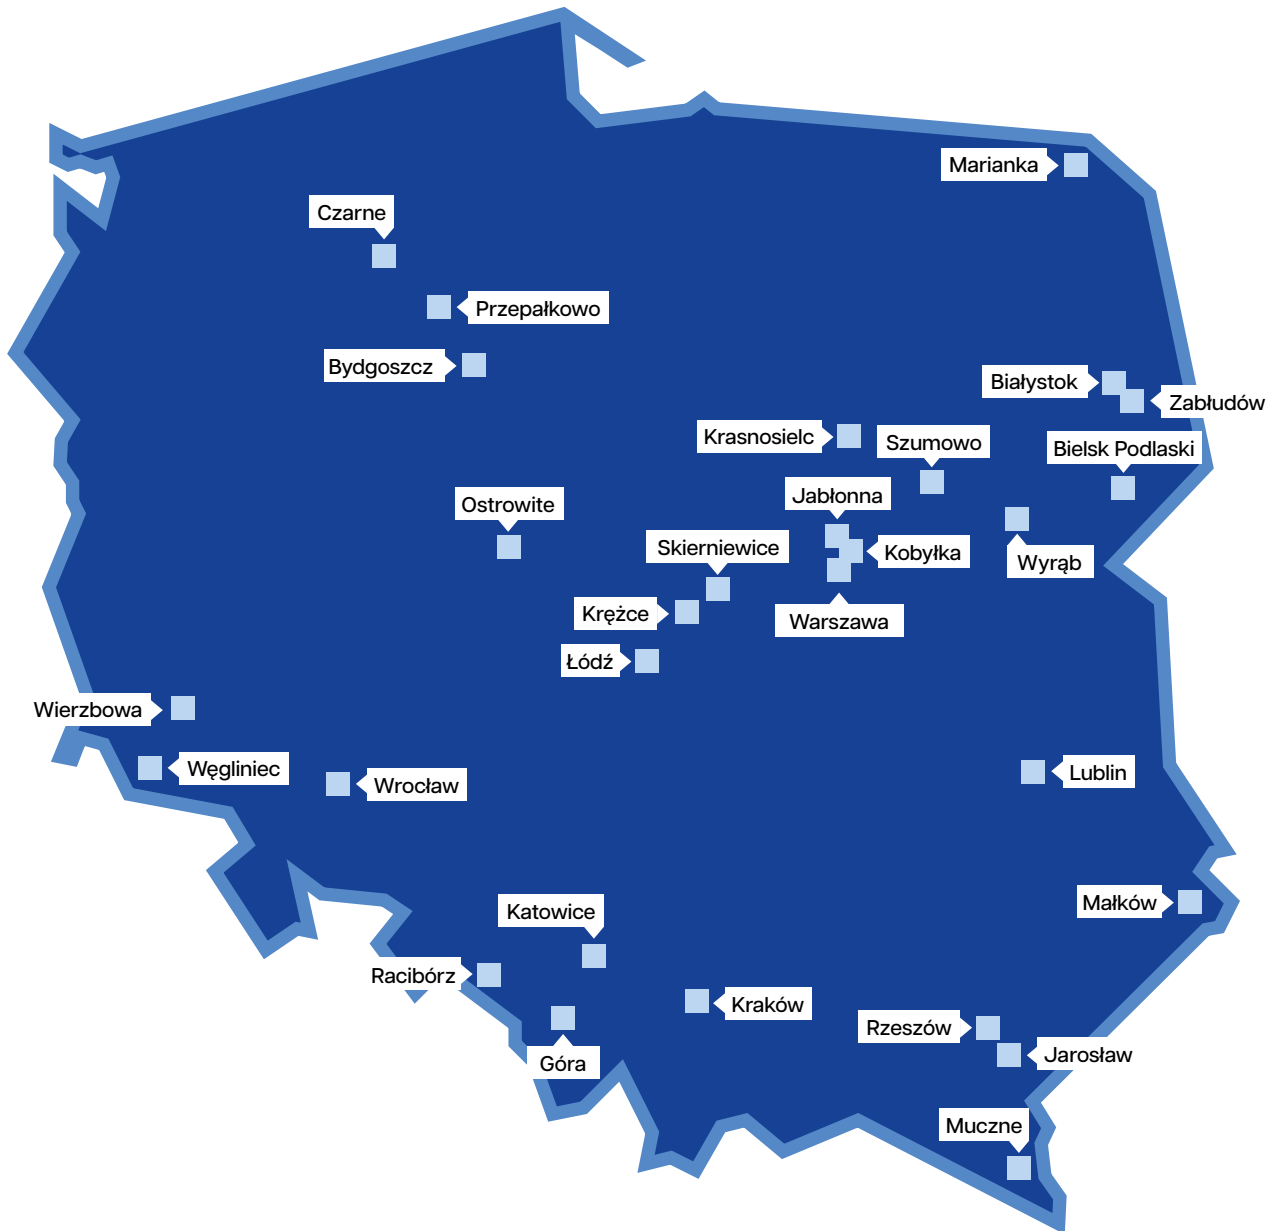 Marianka
Czarne
Przepałkowo
Bydgoszcz
Białystok
Zabłudów
Krasnosielc
Szumowo
Bielsk Podlaski
Jabłonna
Ostrowite
Skierniewice
Kobyłka
Wyrąb
Krężce
Warszawa
Łódź
Wierzbowa
Węgliniec
Wrocław
Lublin
Małków
Katowice
Racibórz
Kraków
Rzeszów
Jarosław
Góra
Muczne